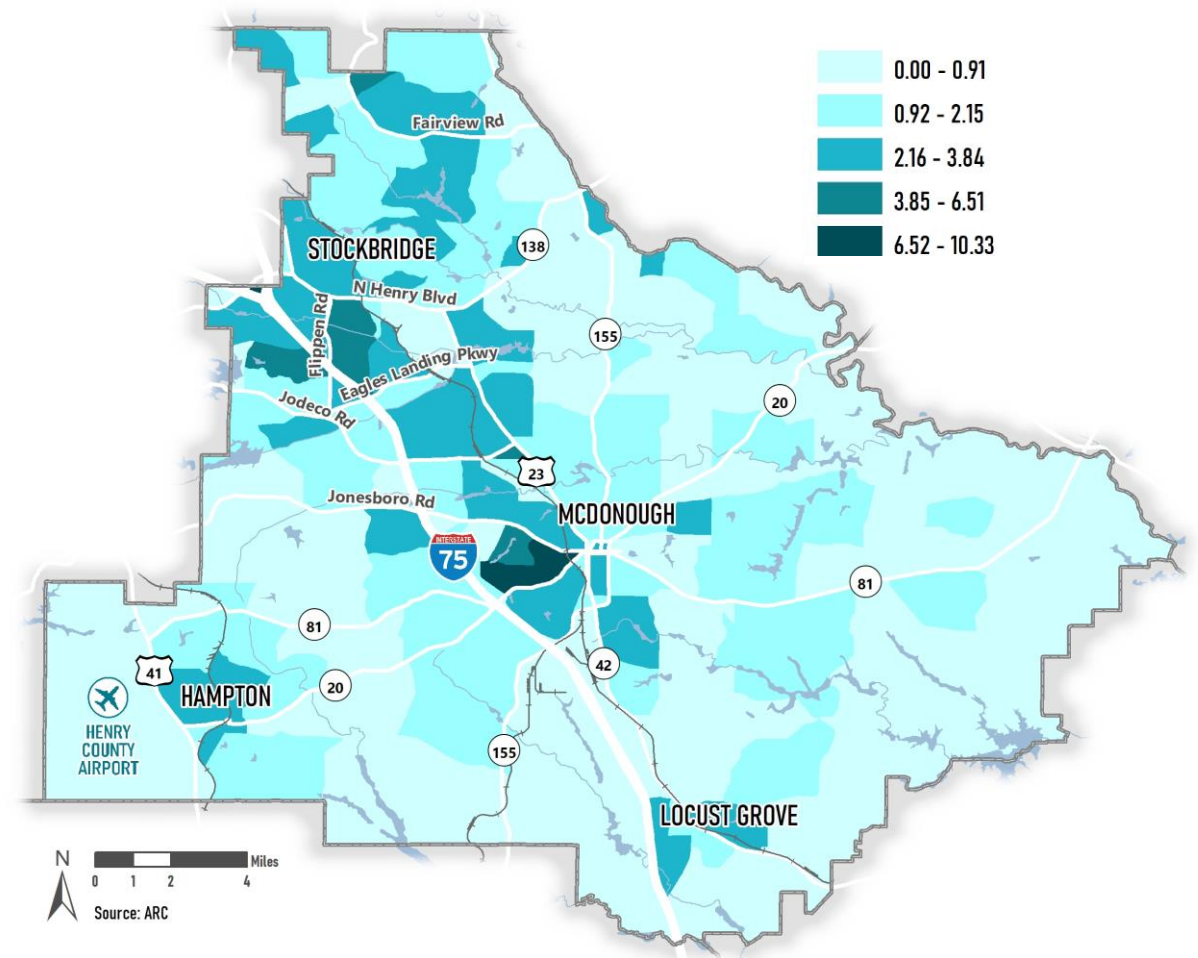 0.00 - 0.91
0.92 - 2.15
2.16 - 3.84
3.85 - 6.51
6.52 - 10.33
Fairview Rd
STOCKBRIDGE
138
N Henry Blvd
Flippen Rd
155
Eagles Landing Pkwy
Jodeco Rd
20
23
Jonesboro Rd
MCDONOUGH
INTERSTATE
75
81
81
41
HAMPTON
20
42
HENRY
COUNTY
AIRPORT
155
LOCUST GROVE
N
Miles
0 1 2 4
Source: ARC